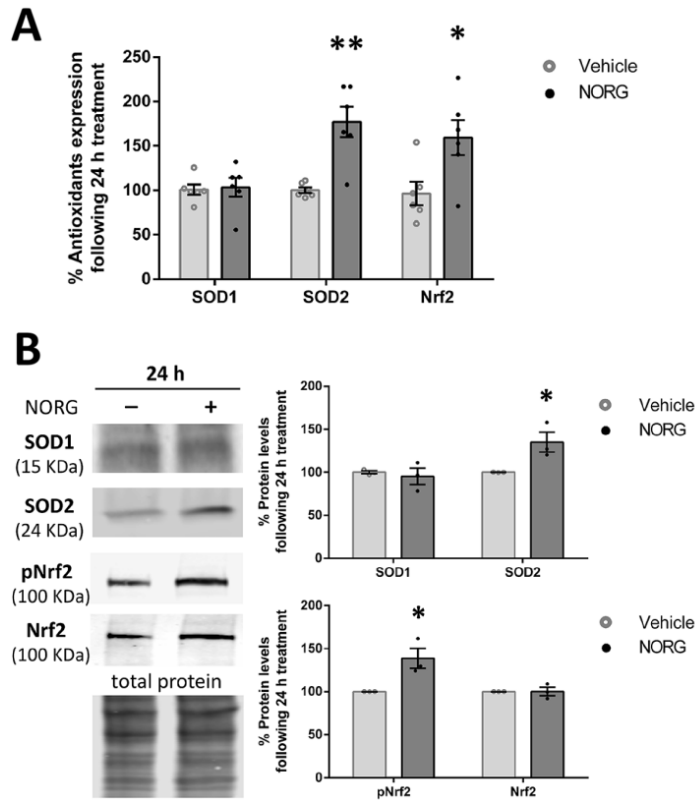 A
% Antioxidants expression
following 24 h treatment
250
200
150
100
50
0
**
*
SOD1
SOD2
Nrf2
Vehicle
NORG
B
24 h
NORG
−
+
SOD1
(15 KDa)
SOD2
(24 KDa)
pNrf2
(100 KDa)
Nrf2
(100 KDa)
total protein
% Protein levels
following 24 h treatment
200
150
100
50
0
*
SOD1
SOD2
Vehicle
NORG
% Protein levels
following 24 h treatment
200
150
100
50
0
*
pNrf2
Nrf2
Vehicle
NORG